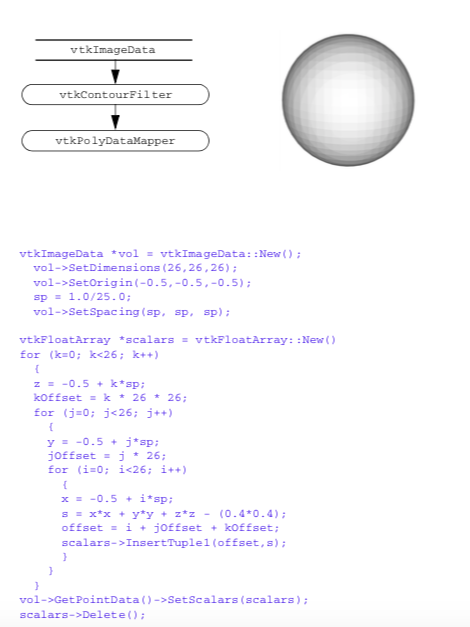 vtkImageData
vtkContourFilter
vtkPolyDataMapper
vtkImageData *vol = vtkImageData::New();
  vol->SetDimensions(26,26,26);
  vol->SetOrigin(-0.5,-0.5,-0.5);
  sp = 1.0/25.0;
  vol->SetSpacing(sp, sp, sp);
vtkFloatArray *scalars = vtkFloatArray::New()
for (k=0; k<26; k++)
  {
  z = -0.5 + k*sp;
  kOffset = k * 26 * 26;
  for (j=0; j<26; j++)
    {
    y = -0.5 + j*sp;
    jOffset = j * 26;
    for (i=0; i<26; i++)
      {
      x = -0.5 + i*sp;
      s = x*x + y*y + z*z - (0.4*0.4);
      offset = i + jOffset + kOffset;
      scalars->InsertTuple1(offset,s);
      }
    }
  }
vol->GetPointData()->SetScalars(scalars);
scalars->Delete();